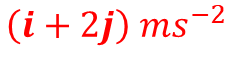 (i + 2j) ms⁻²